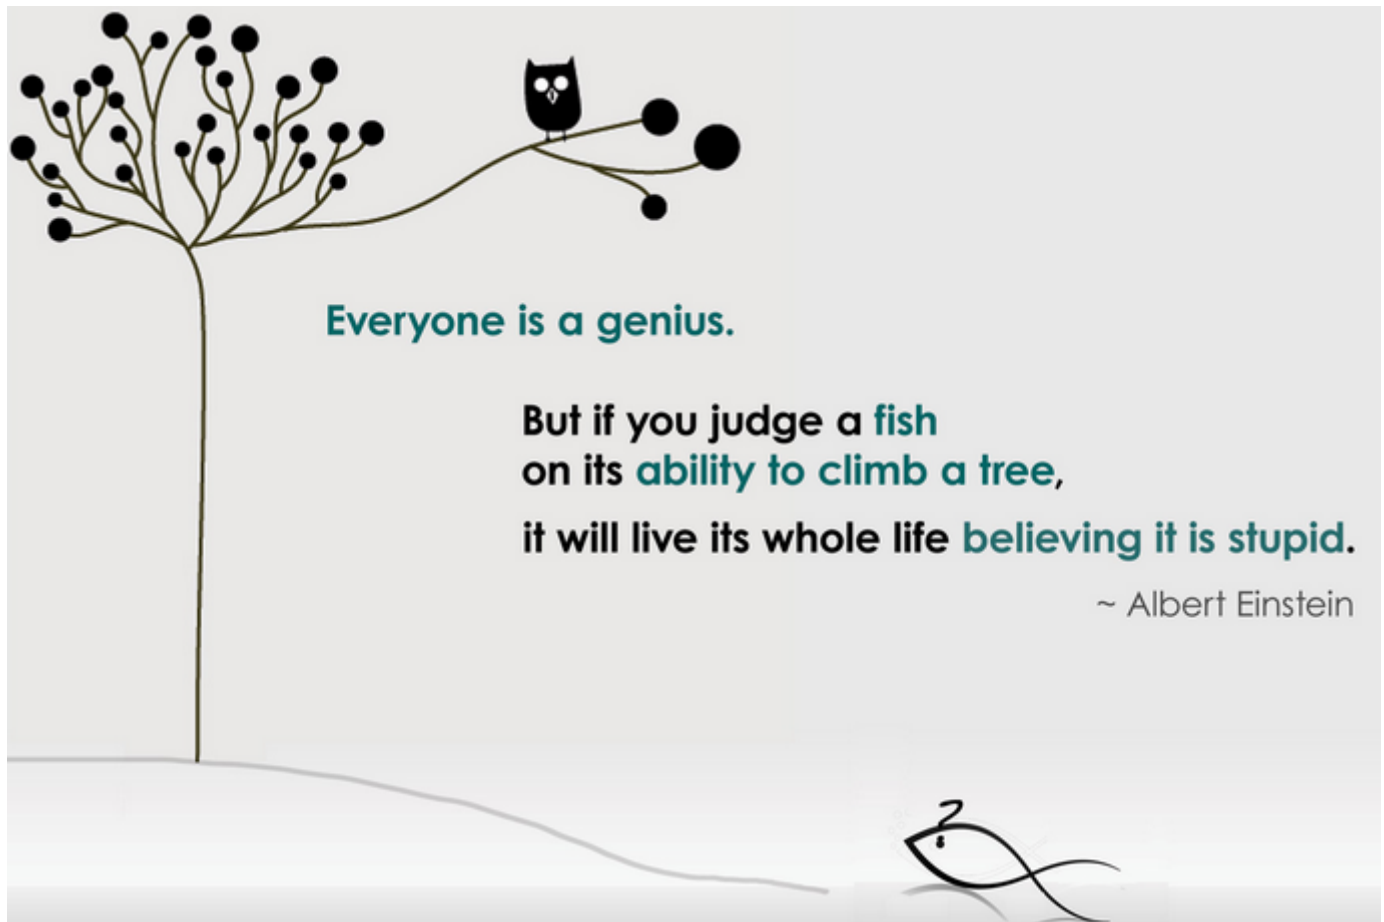 Everyone is a genius.
But if you judge a fish
on its ability to climb a tree,
it will live its whole life believing it is stupid.
~ Albert Einstein